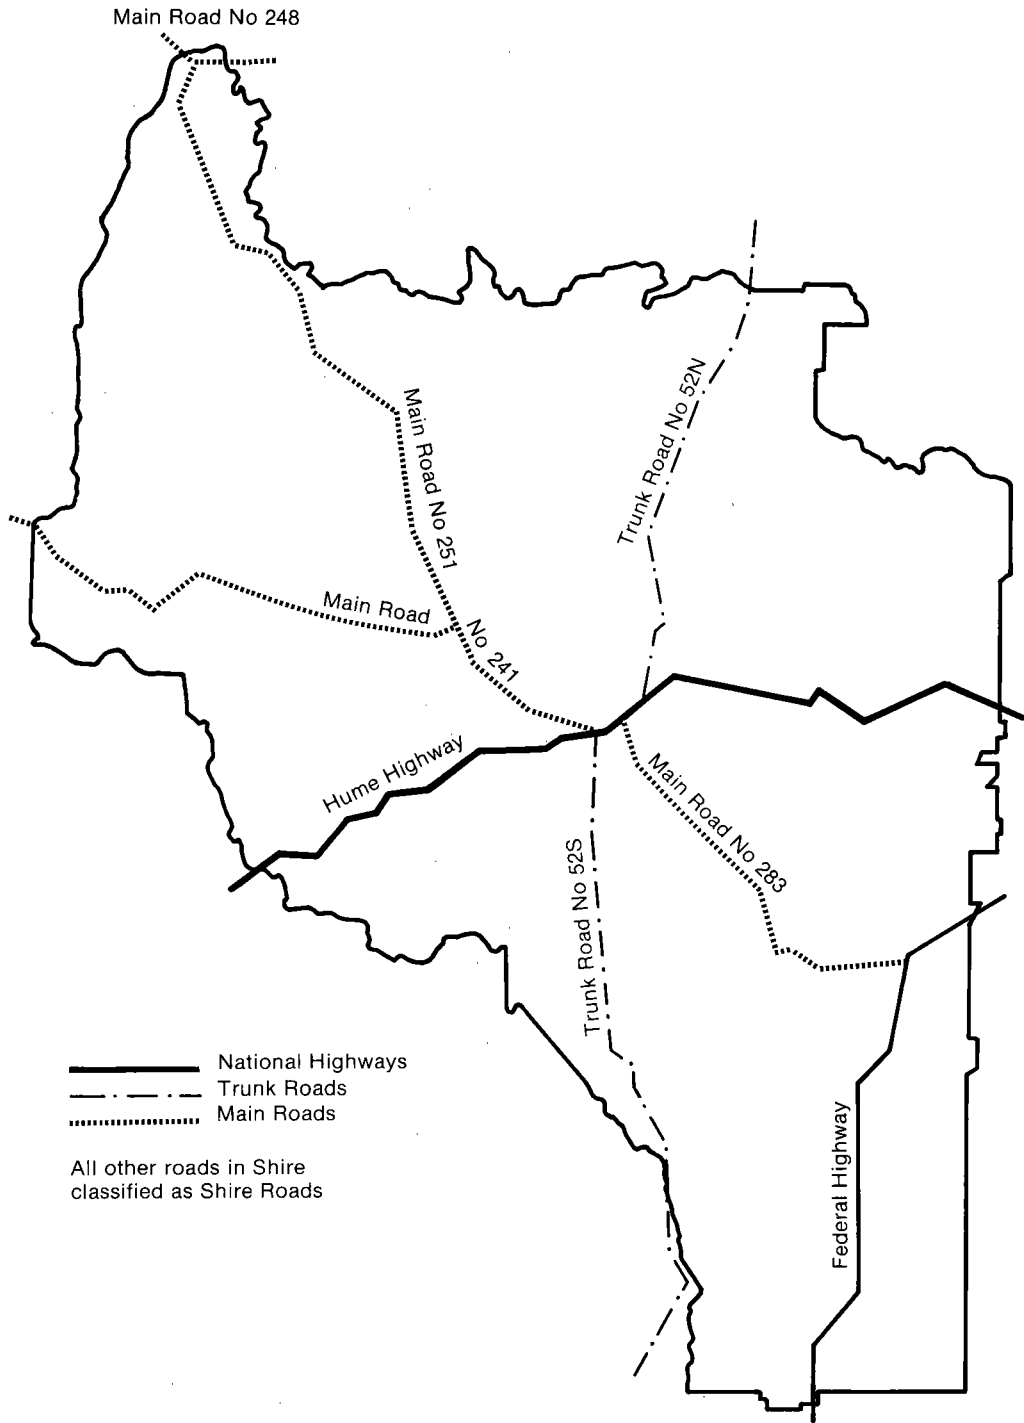 Main Road No 248
Trunk Road No 52N
Main Road No 251
Main Road
No 241
Hume Highway
Main Road No 283
Trunk Road No 52S
National Highways
Trunk Roads
Main Roads
All other roads in Shire
classified as Shire Roads
Federal Highway